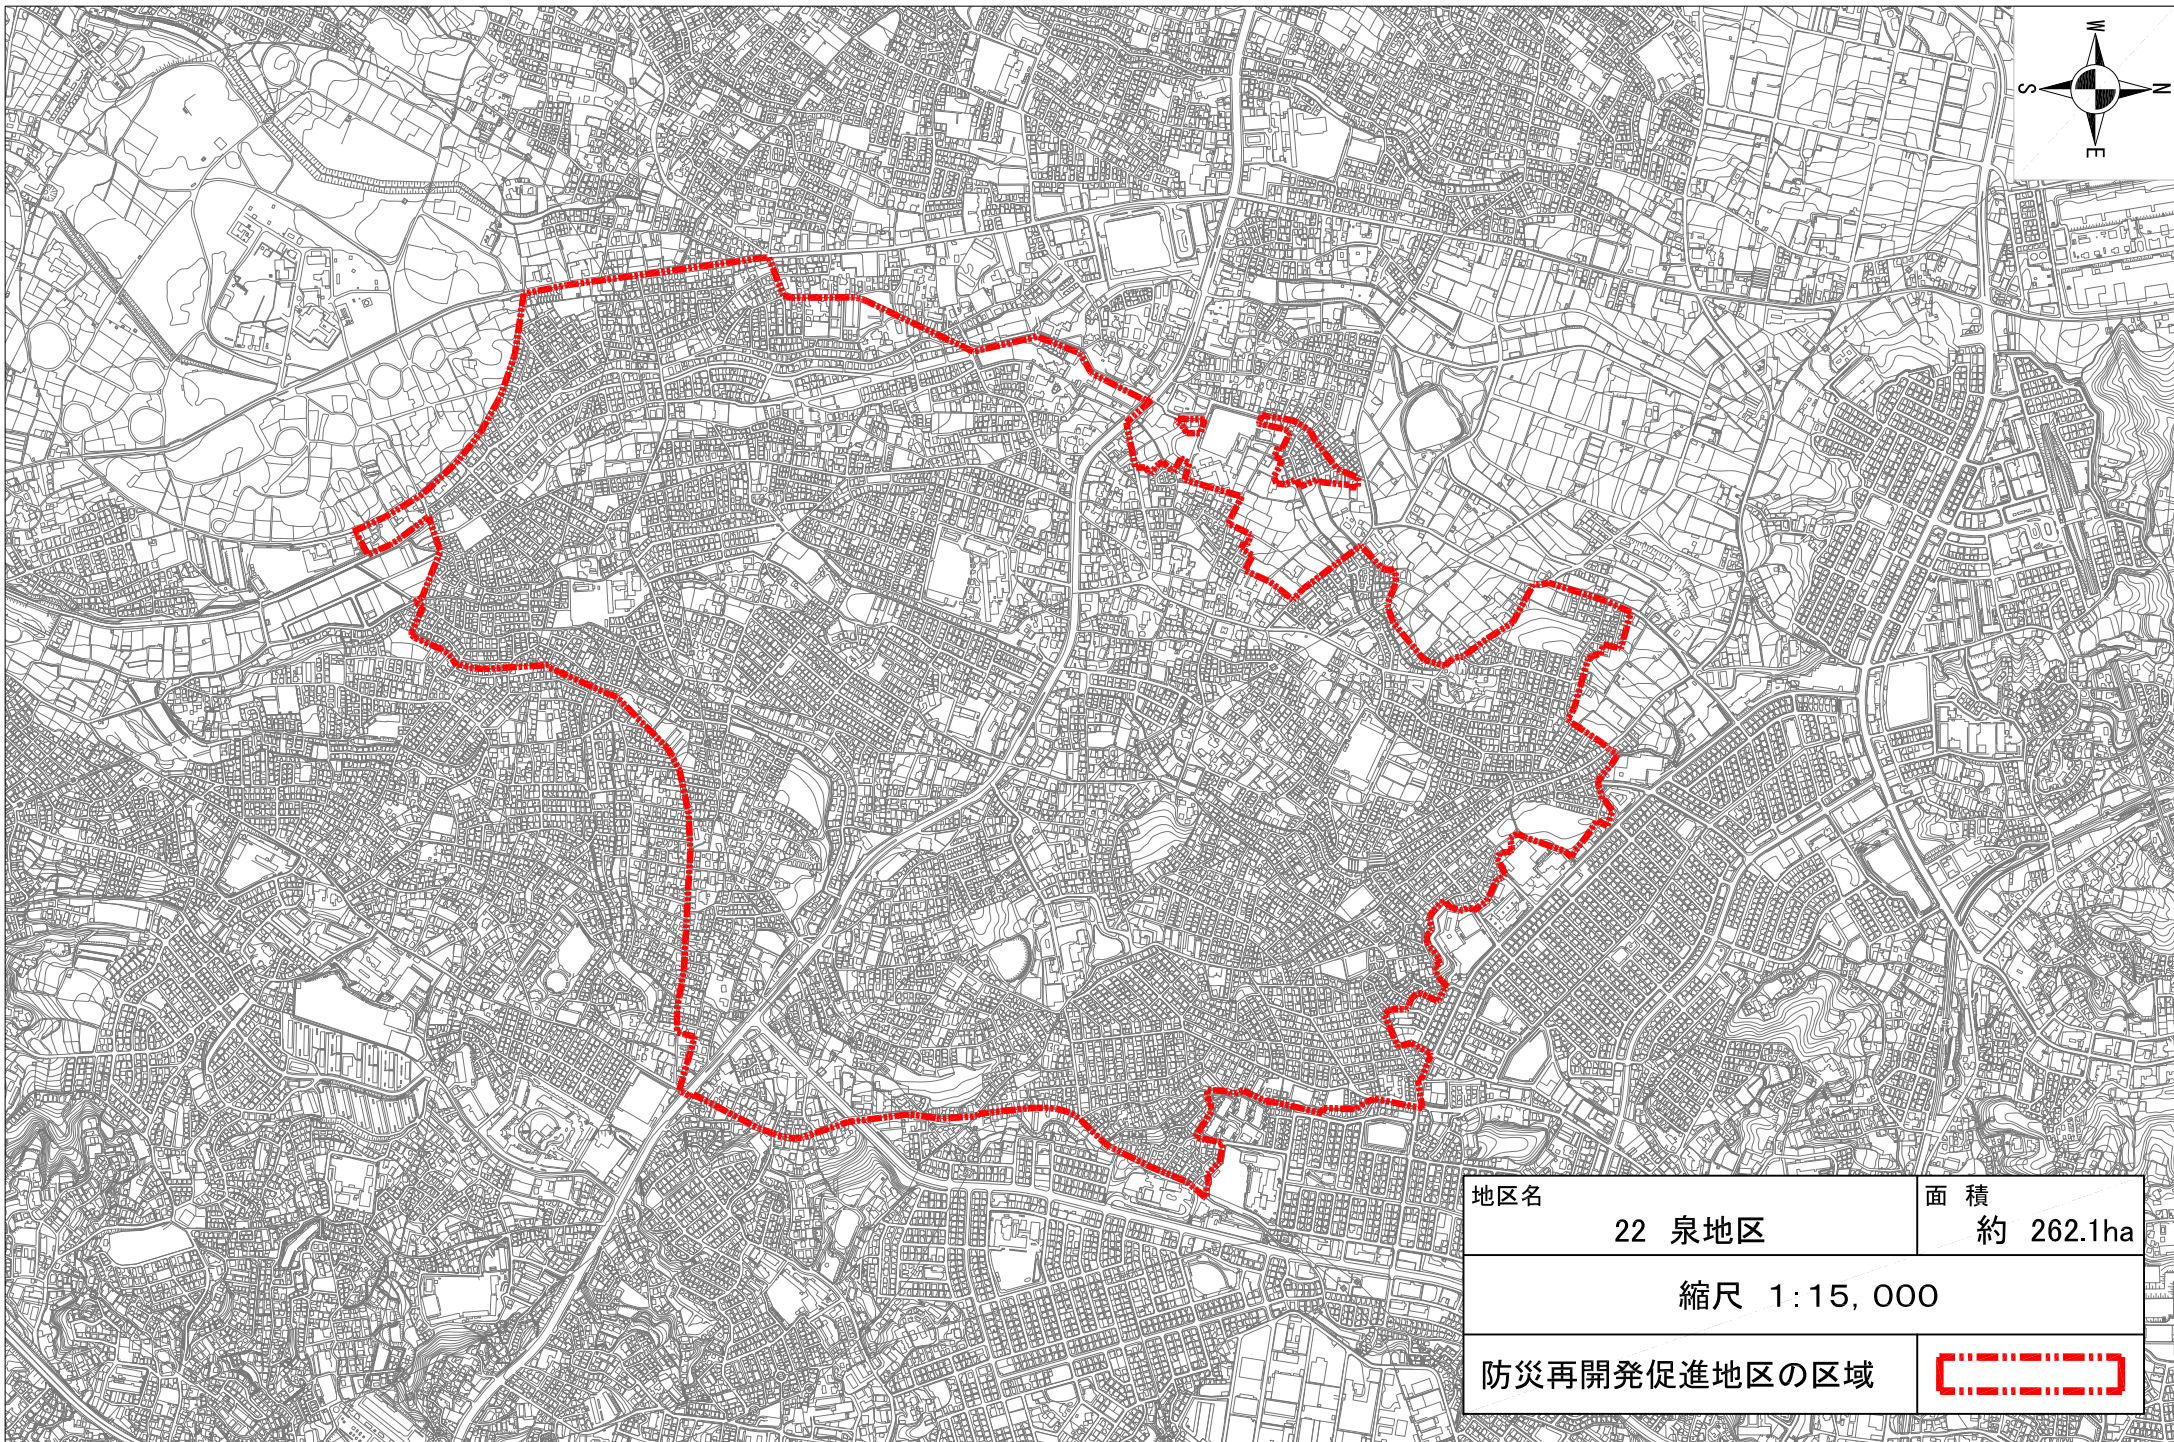 W
S
N
E
地区名
22 泉地区
面 積
約 262.1ha
縮尺 1:15,000
防災再開発促進地区の区域